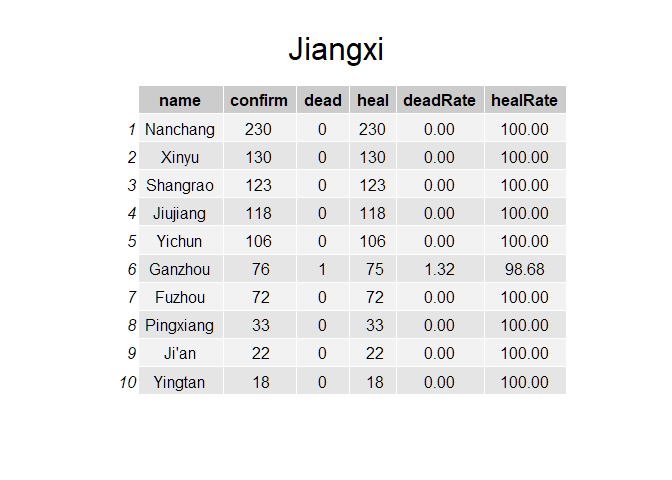 Jiangxi
name confirm dead heal deadRate healRate
1 Nanchang 230 0 230 0.00 100.00
2 Xinyu 130 0 130 0.00 100.00
3 Shangrao 123 0 123 0.00 100.00
4 Jiujiang 118 0 118 0.00 100.00
5 Yichun 106 0 106 0.00 100.00
6 Ganzhou 76 1 75 1.32 98.68
7 Fuzhou 72 0 72 0.00 100.00
8 Pingxiang 33 0 33 0.00 100.00
9 Ji'an 22 0 22 0.00 100.00
10 Yingtan 18 0 18 0.00 100.00